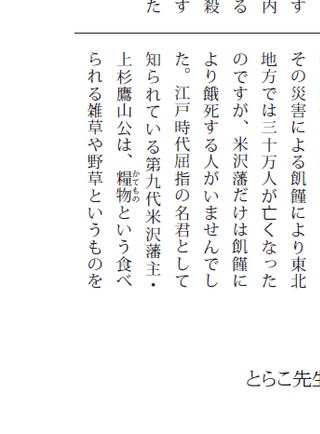 す
内
る
殺
す
た
その災害による飢饉により東北
地方では三十万人が亡くなった
のですが、米沢藩だけは飢饉に
より餓死する人がいませんでし
た。江戸時代屈指の名君として
知られている第九代米沢藩主・
上杉鷹山公は、糧物という食べ
かてもの
られる雑草や野草というものを
とらこ先生